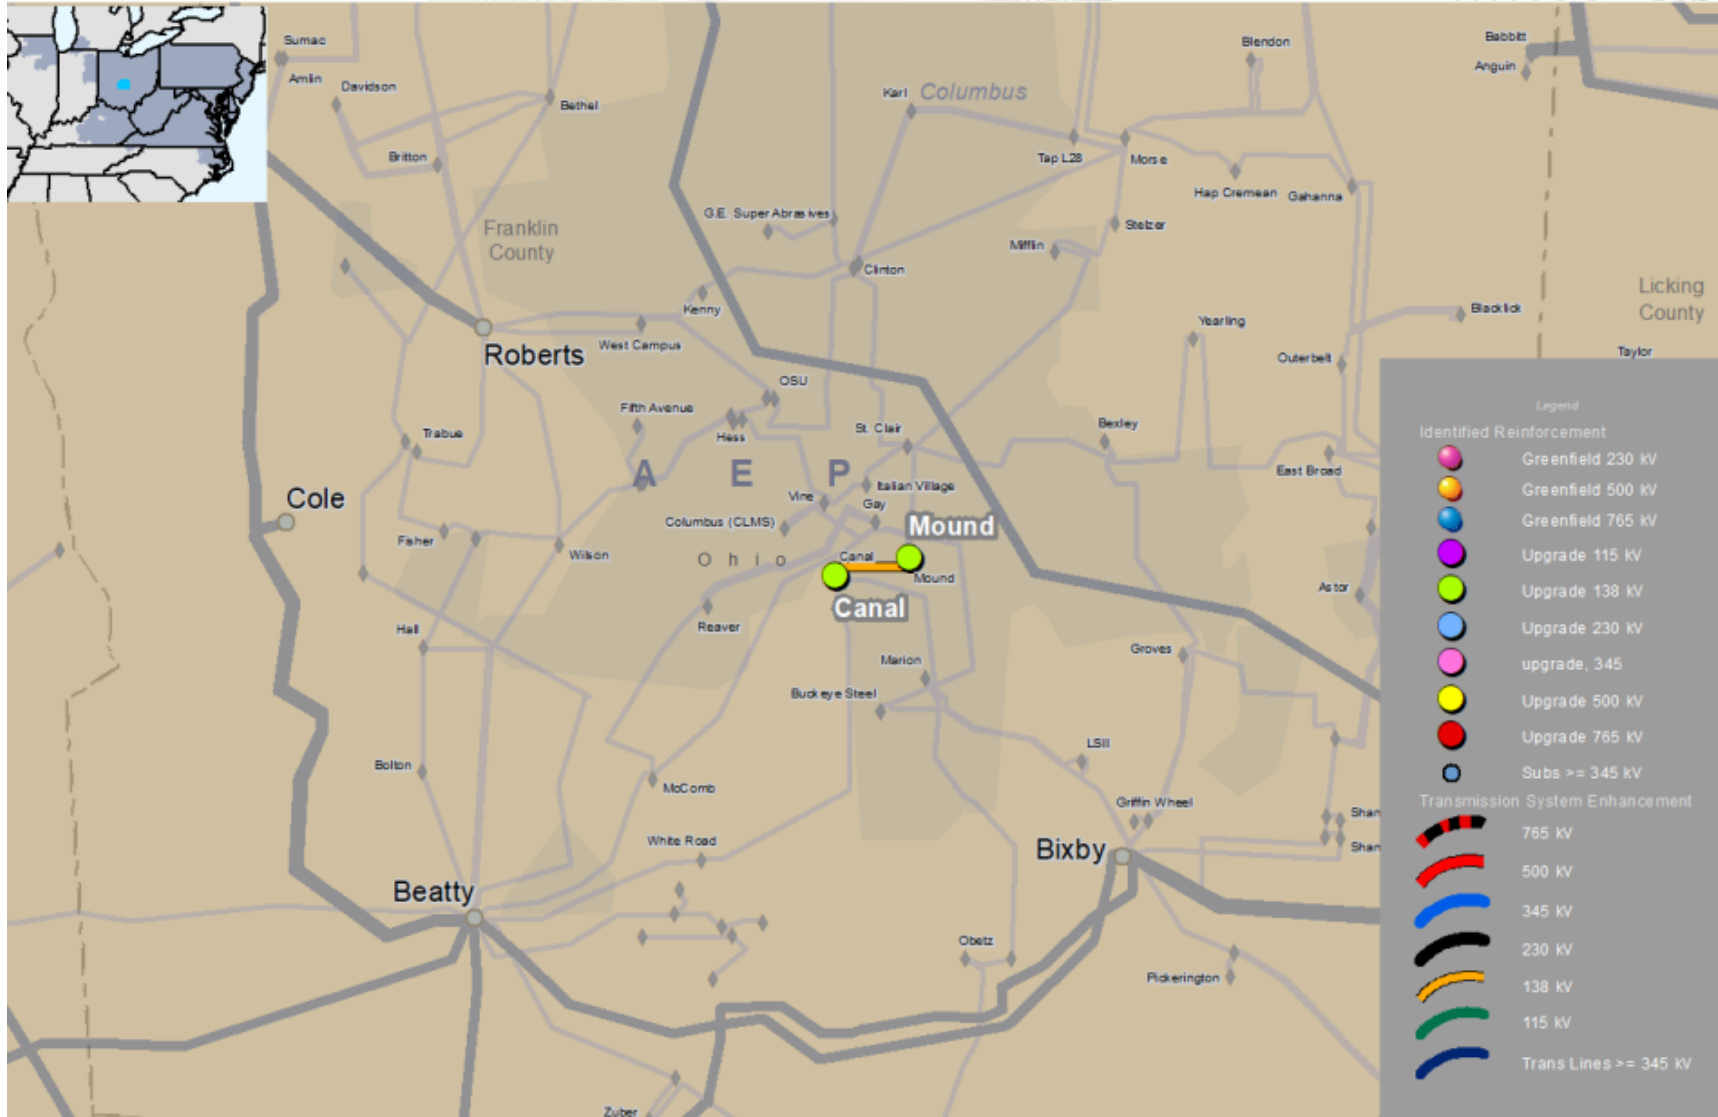 Sumac
Amlin
Davidson
Bethel
Britton
Karl
Columbus
Blendon
Babbitt
Anguin
Tap L28
Morse
Hap Cremean
Gahanna
G.E. Super Abrasives
Stelzer
Mifflin
Franklin
County
Clinton
Kenny
Licking
County
Blacklick
Yearling
West Campus
Roberts
Outerbelt
Taylor
OSU
Fifth Avenue
Hess
St. Clair
Bexley
Trabue
East Broad
A E P
Italian Village
Vine
Gay
Cole
Columbus (CLMS)
Mound
Fisher
Wilson
Ohio
Canal
Mound
Canal
Astor
Reaver
Hall
Marion
Groves
Buckeye Steel
LSII
Bolton
McComb
Griffin Wheel
White Road
Bixby
Shan
Shan
Beatty
Obetz
Pickerington
Zuber
Legend
Identified Reinforcement
Greenfield 230 kV
Greenfield 500 kV
Greenfield 765 kV
Upgrade 115 kV
Upgrade 138 kV
Upgrade 230 kV
upgrade, 345
Upgrade 500 kV
Upgrade 765 kV
Subs >= 345 kV
Transmission System Enhancement
765 kV
500 kV
345 kV
230 kV
138 kV
115 kV
Trans Lines >= 345 kV